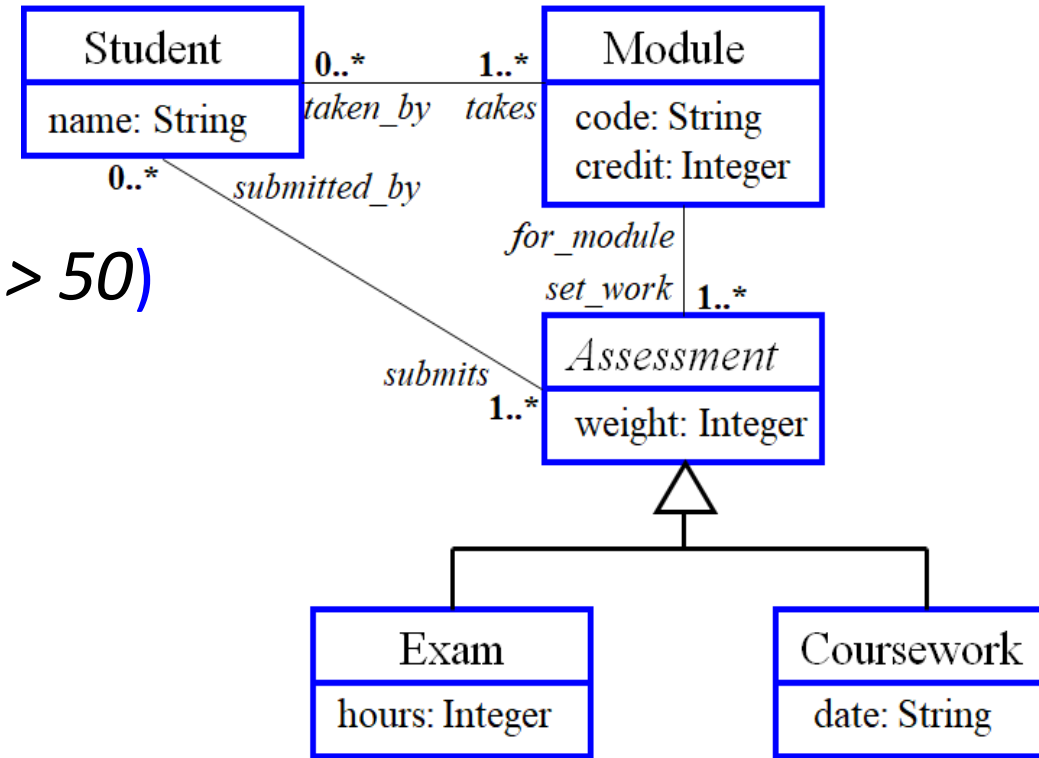 Student
name: String
0..*
1..*
taken_by
takes
Module
code: String
credit: Integer
0..*
submitted_by
for_module
set_work
1..*
> 50)
submits
1..*
Assessment
weight: Integer
Exam
hours: Integer
Coursework
date: String